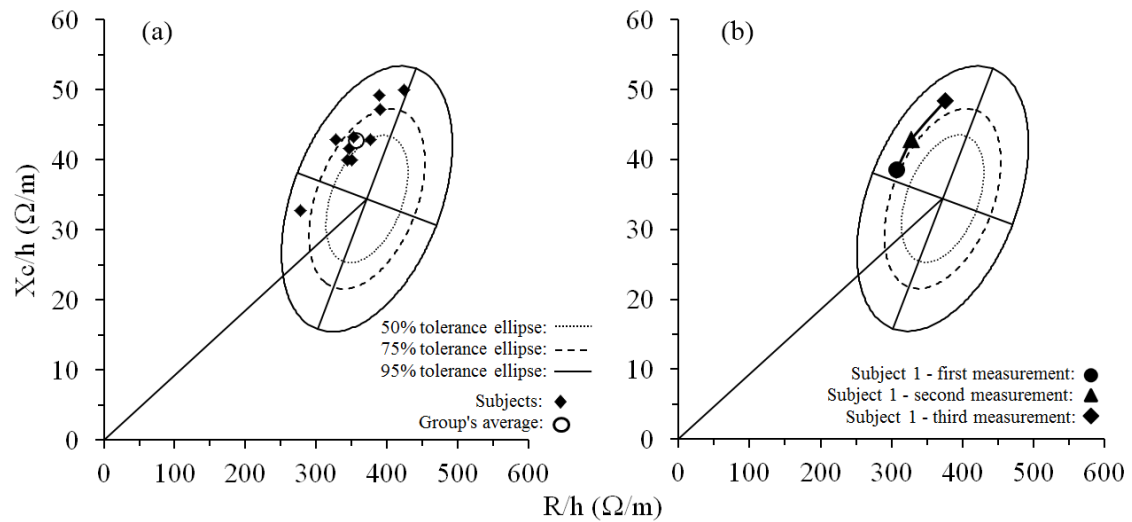 (a)
Xc/h (Ω/m)
60
50
40
30
20
10
0
50% tolerance ellipse:
75% tolerance ellipse:
95% tolerance ellipse:
Subjects:
Group's average:
0 100 200 300 400 500 600
(b)
60
50
40
30
20
10
0
Subject 1 - first measurement:
Subject 1 - second measurement:
Subject 1 - third measurement:
0 100 200 300 400 500 600
R/h (Ω/m)